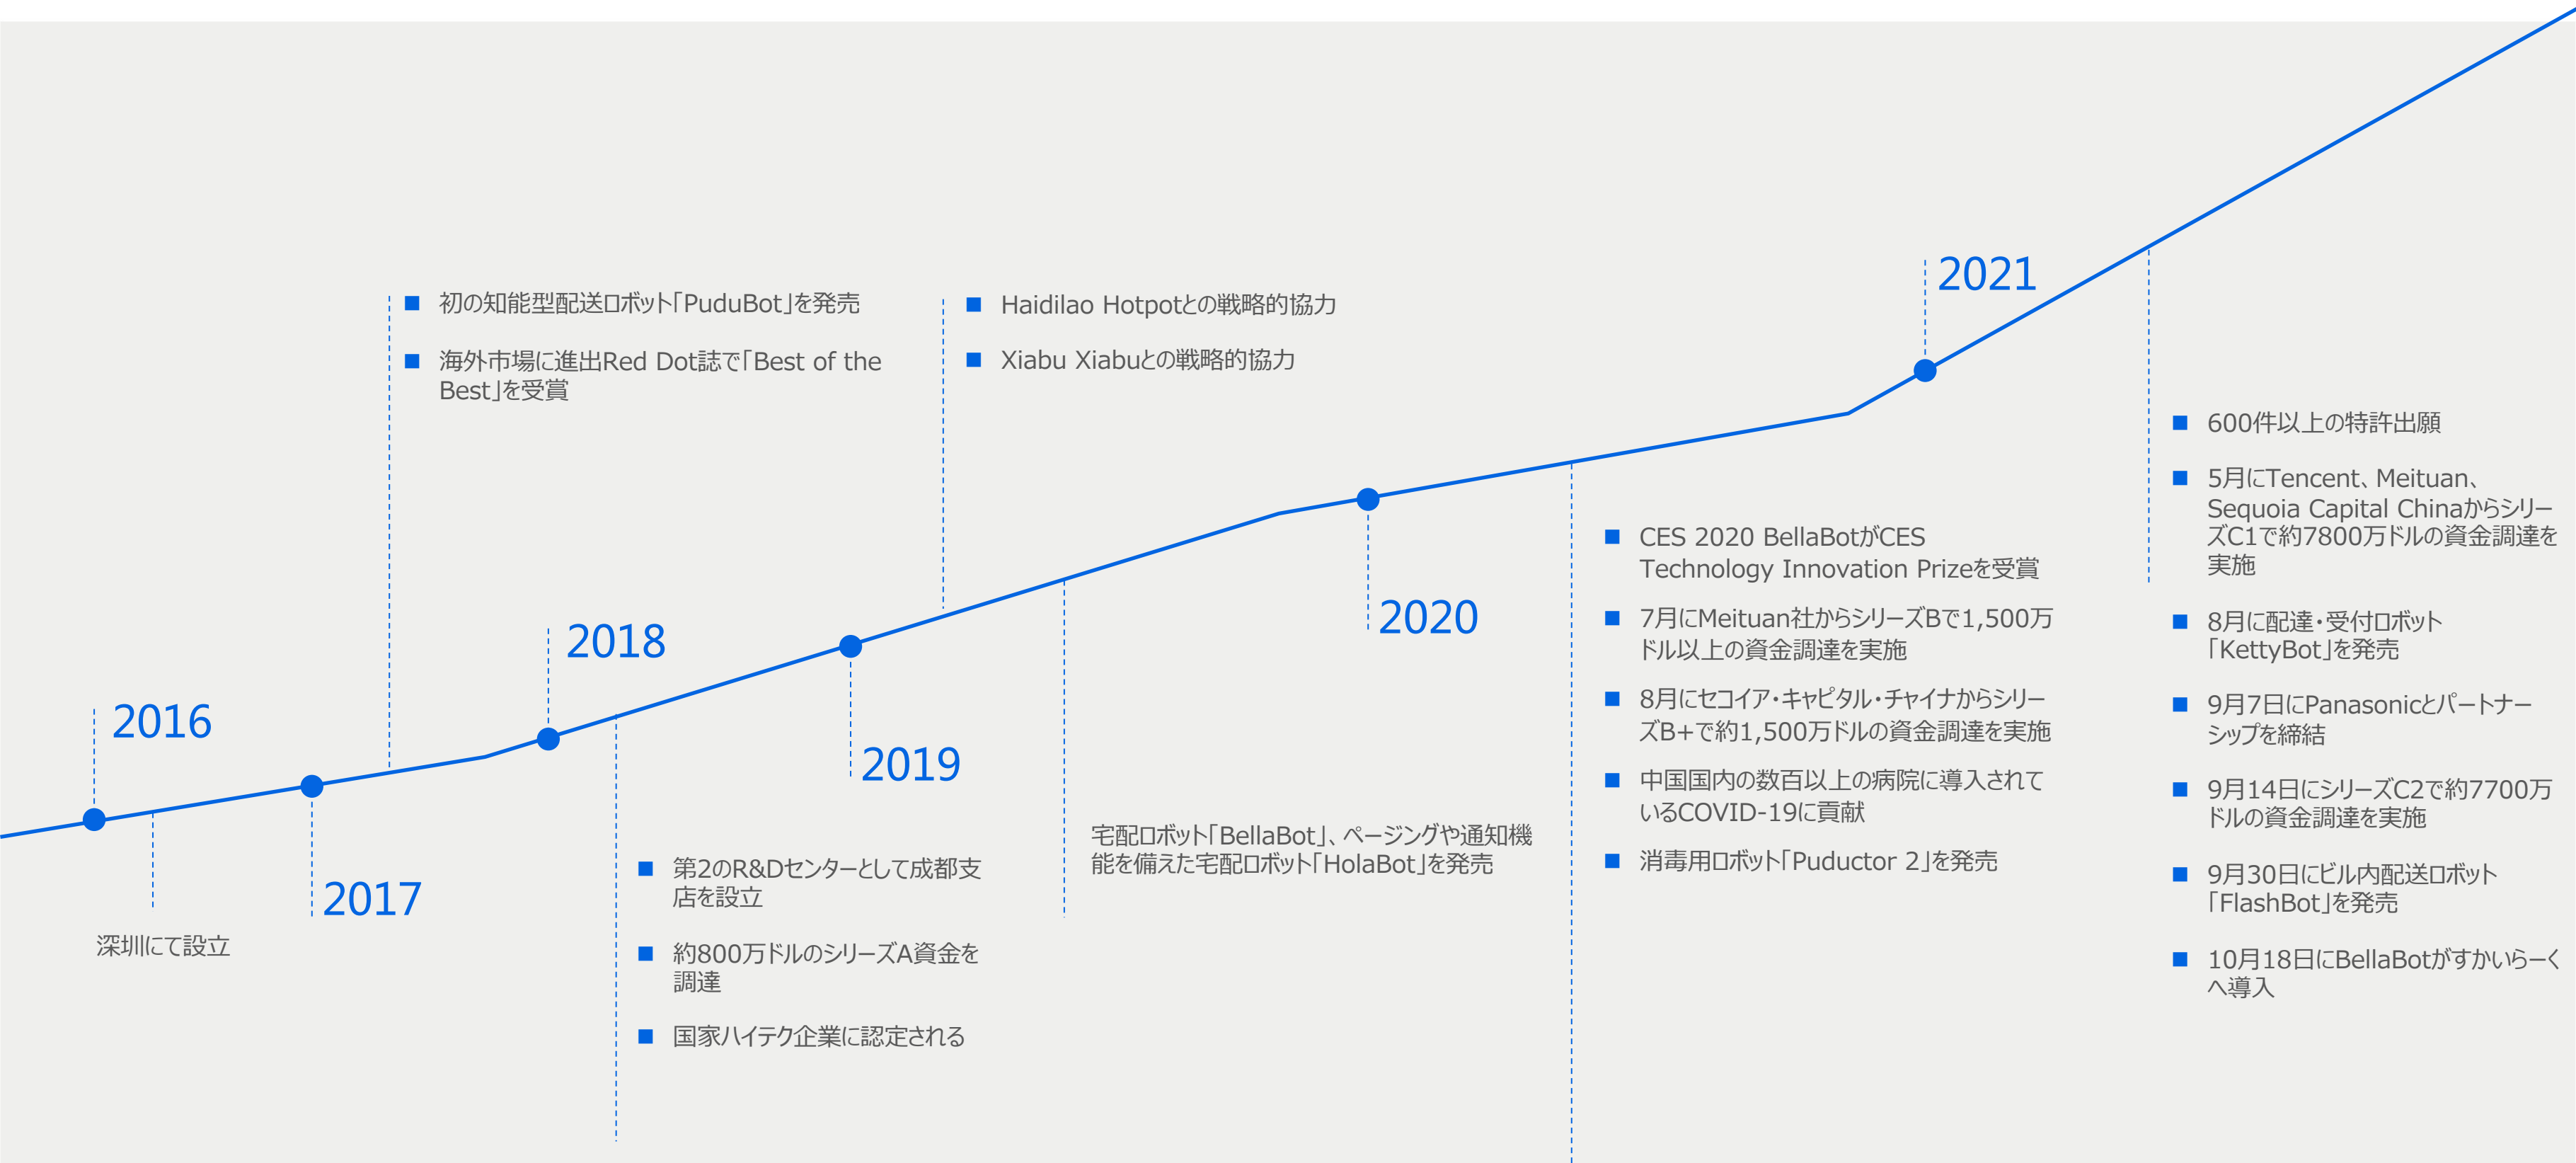 2016
深圳にて設立
2017
初の知能型配送ロボット「PuduBot」を発売
海外市場に進出Red Dot誌で「Best of the
Best」を受賞
2018
第2のR&Dセンターとして成都支
店を設立
約800万ドルのシリーズA資金を
調達
国家ハイテク企業に認定される
2019
Haidilao Hotpotとの戦略的協力
Xiabu Xiabuとの戦略的協力
宅配ロボット「BellaBot」、ページングや通知機
能を備えた宅配ロボット「HolaBot」を発売
2020
CES 2020 BellaBotがCES
Technology Innovation Prizeを受賞
7月にMeituan社からシリーズBで1,500万
ドル以上の資金調達を実施
8月にセコイア・キャピタル・チャイナからシリー
ズB+で約1,500万ドルの資金調達を実施
中国国内の数百以上の病院に導入されて
いるCOVID-19に貢献
消毒用ロボット「Puductor 2」を発売
2021
600件以上の特許出願
5月にTencent、Meituan、
Sequoia Capital Chinaからシリー
ズC1で約7800万ドルの資金調達を
実施
8月に配達・受付ロボット
「KettyBot」を発売
9月7日にPanasonicとパートナー
シップを締結
9月14日にシリーズC2で約7700万
ドルの資金調達を実施
9月30日にビル内配送ロボット
「FlashBot」を発売
10月18日にBellaBotがすかいらーく
へ導入